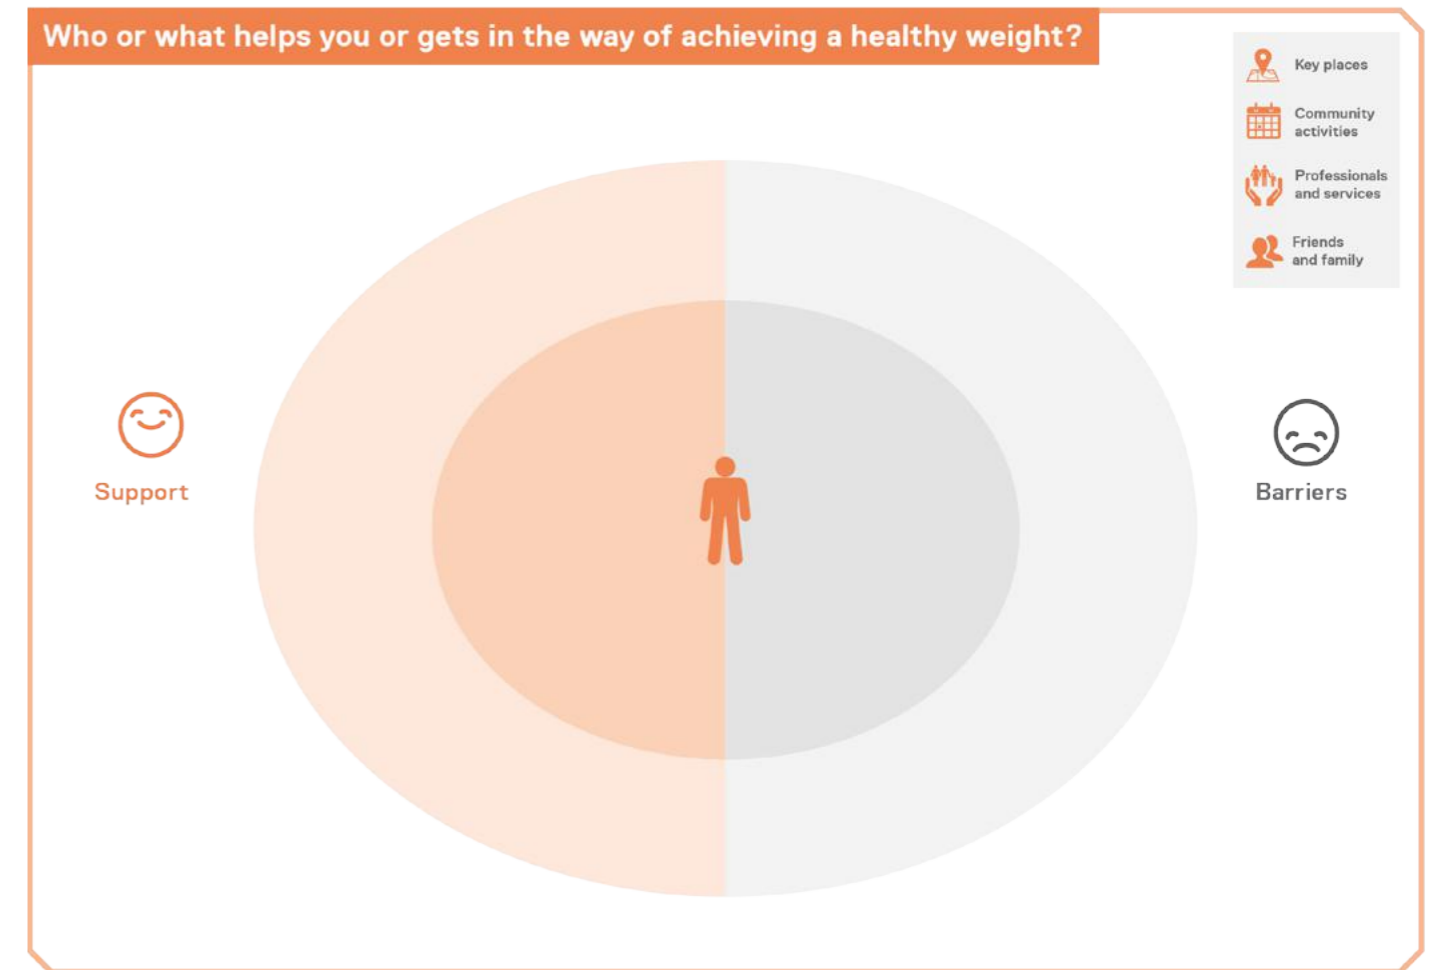 Who or what helps you or gets in the way of achieving a healthy weight?
Key places
Community
activities
Professionals
and services
Friends
and family
Support
Barriers